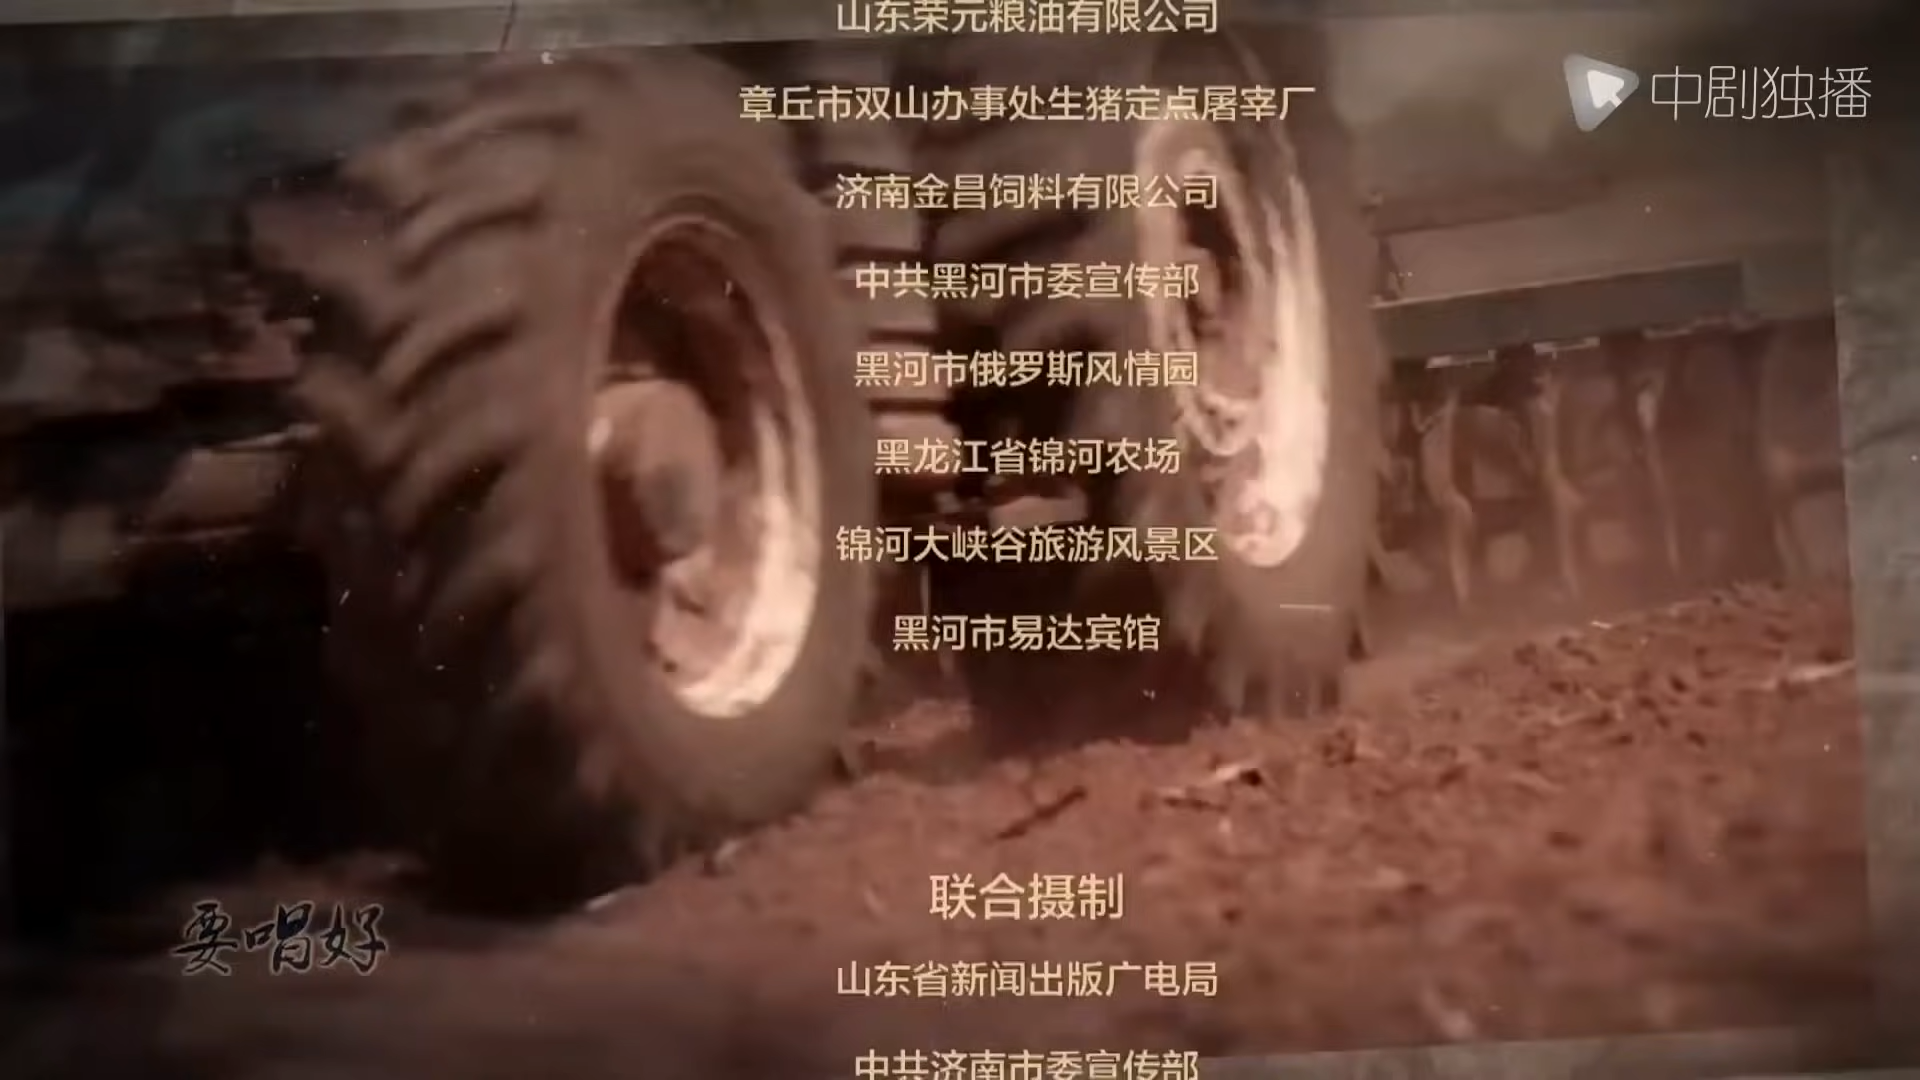 山东荣元粮油有限公司
中剧独播
章丘市双山办事处生猪定点屠宰厂
济南金昌饲料有限公司
中共黑河市委宣传部
黑河市俄罗斯风情园
黑龙江省锦河农场
锦河大峡谷旅游风景区
黑河市易达宾馆
联合摄制
要唱好
山东省新闻出版广电局
中共济南市委宣传部